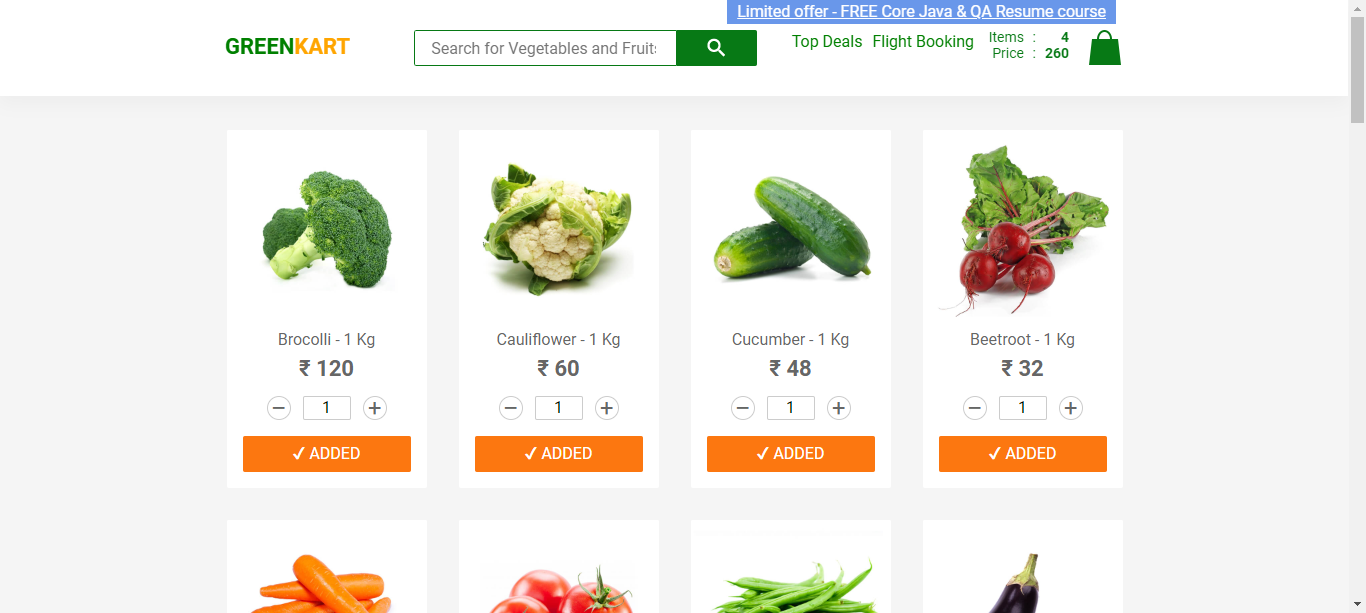 Limited offer - FREE Core Java & QA Resume course
GREENKART
Search for Vegetables and Fruit
Top Deals Flight Booking
Items : 4
Price : 260
Brocolli - 1 Kg
₹ 120
1
✓ ADDED
Cauliflower - 1 Kg
₹ 60
1
✓ ADDED
Cucumber - 1 Kg
₹ 48
1
✓ ADDED
Beetroot - 1 Kg
₹ 32
1
✓ ADDED